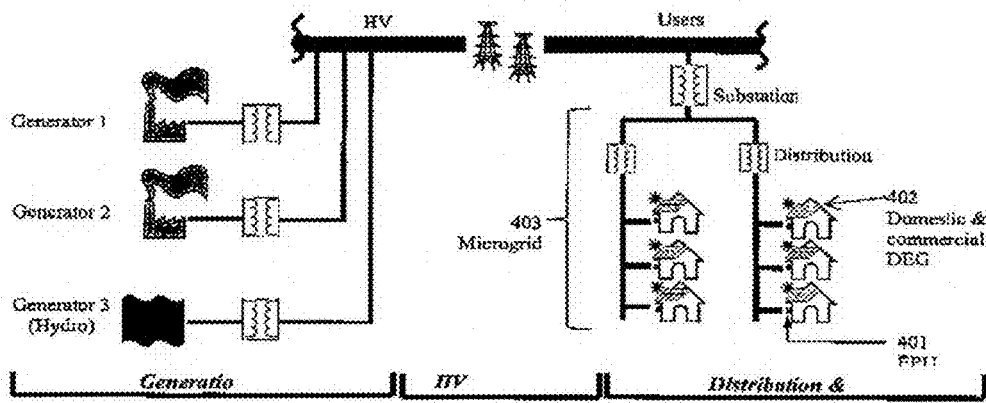 HV
Users
Substation
Generator 1
Distribution
Generator 2
403
Microgrid
402
Domestic &
commercial
DEG
Generator 3
(Hydro)
401
EPU
Generatio
HV
Distribution &